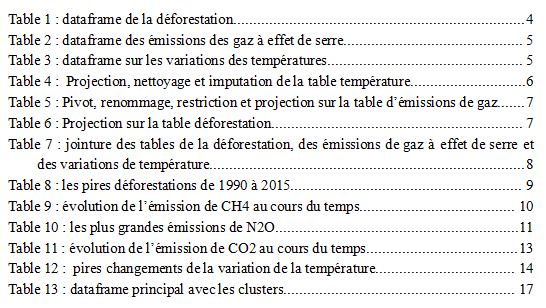 Table 1 : dataframe de la déforestation.......................................................................4
Table 2 : dataframe des émissions des gaz à effet de serre........................................... 5
Table 3 : dataframe sur les variations des températures................................................ 5
Table 4 :  Projection, nettoyage et imputation de la table température...........................6
Table 5 : Pivot, renommage, restriction et projection sur la table d’émissions de gaz.......7
Table 6 : Projection sur la table déforestation............................................................... 7
Table 7 : jointure des tables de la déforestation, des émissions de gaz à effet de serre et
des variations de température...............................................................................8
Table 8 : les pires déforestations de 1990 à 2015.......................................................... 9
Table 9 : évolution de l’émission de CH4 au cours du temps....................................... 10
Table 10 : les plus grandes émissions de N2O.............................................................11
Table 11 : évolution de l’émission de CO2 au cours du temps.....................................13
Table 12 :  pires changements de la variation de la température................................... 14
Table 13 : dataframe principal avec les clusters........................................................... 17